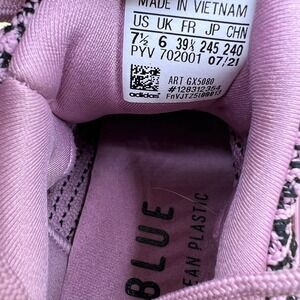 MADE IN VIETNAM
US UK FR JP CHN
7½ 6 39⅓ 245 240
PYV 702001 07/21
ART GX5080
#128312354
adidas
BLUE
EAN PLASTIC